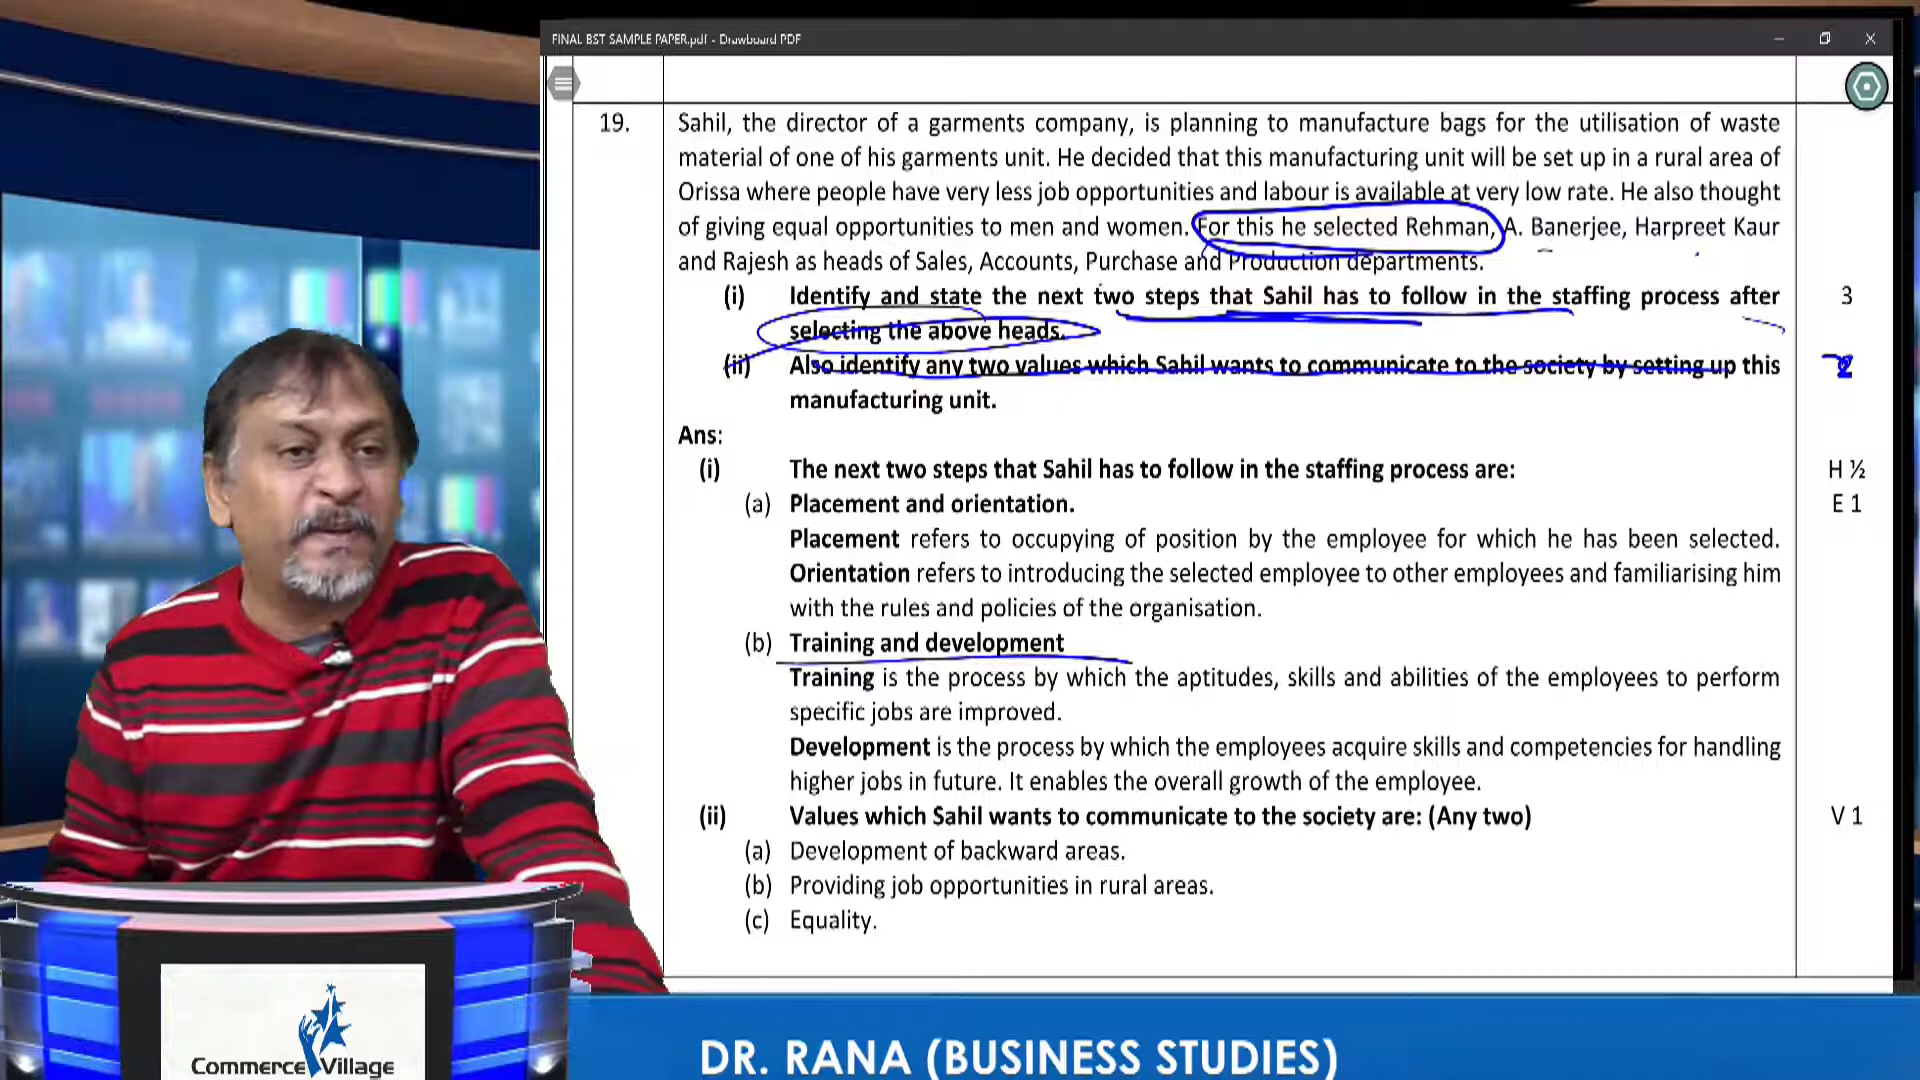 FINAL BST SAMPLE PAPER.pdf - Drawboard PDF
19. Sahil, the director of a garments company, is planning to manufacture bags for the utilisation of waste
material of one of his garments unit. He decided that this manufacturing unit will be set up in a rural area of
Orissa where people have very less job opportunities and labour is available at very low rate. He also thought
of giving equal opportunities to men and women. For this he selected Rehman, A. Banerjee, Harpreet Kaur
and Rajesh as heads of Sales, Accounts, Purchase and Production departments.
(i) Identify and state the next two steps that Sahil has to follow in the staffing process after 3
selecting the above heads.
(ii) Also identify any two values which Sahil wants to communicate to the society by setting up this 2
manufacturing unit.
Ans:
(i) The next two steps that Sahil has to follow in the staffing process are: H ½
(a) Placement and orientation. E 1
Placement refers to occupying of position by the employee for which he has been selected.
Orientation refers to introducing the selected employee to other employees and familiarising him
with the rules and policies of the organisation.
(b) Training and development
Training is the process by which the aptitudes, skills and abilities of the employees to perform
specific jobs are improved.
Development is the process by which the employees acquire skills and competencies for handling
higher jobs in future. It enables the overall growth of the employee.
(ii) Values which Sahil wants to communicate to the society are: (Any two) V 1
(a) Development of backward areas.
(b) Providing job opportunities in rural areas.
(c) Equality.
Commerce Village
DR. RANA (BUSINESS STUDIES)